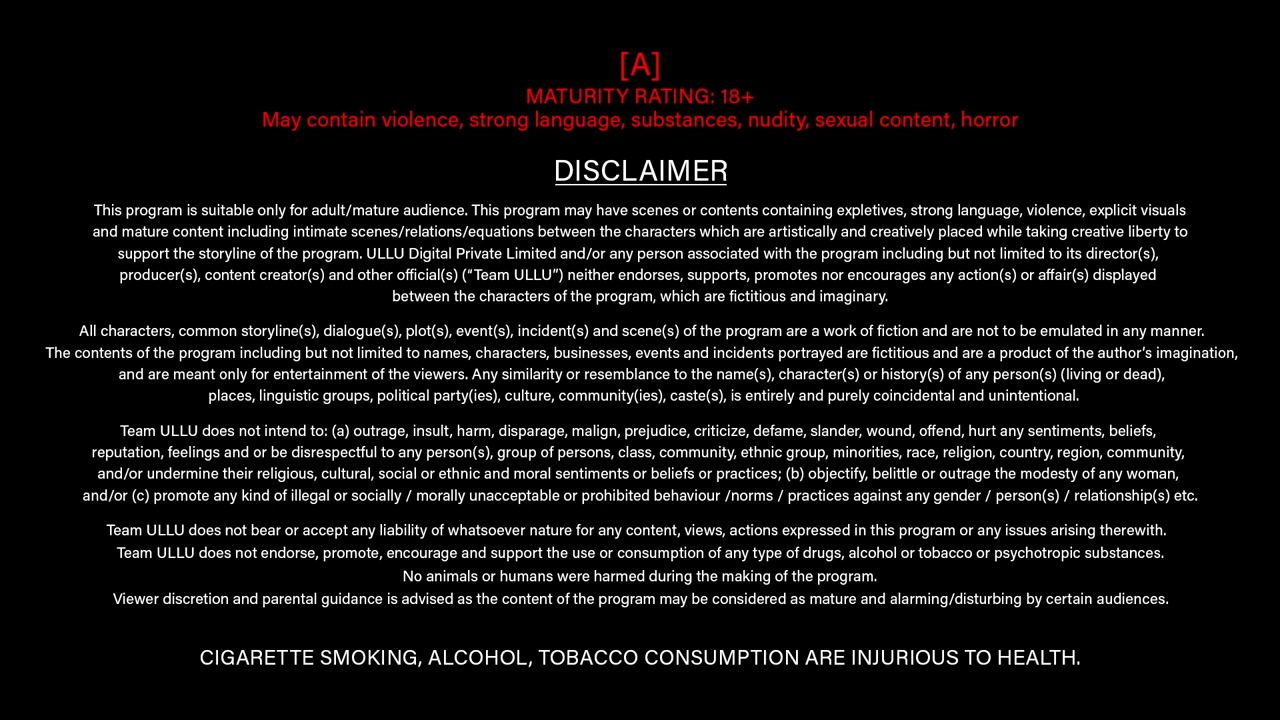 [A]
MATURITY RATING: 18+
May contain violence, strong language, substances, nudity, sexual content, horror
DISCLAIMER
This program is suitable only for adult/mature audience. This program may have scenes or contents containing expletives, strong language, violence, explicit visuals
and mature content including intimate scenes/relations/equations between the characters which are artistically and creatively placed while taking creative liberty to
support the storyline of the program. ULLU Digital Private Limited and/or any person associated with the program including but not limited to its director(s),
producer(s), content creator(s) and other official(s) (“Team ULLU”) neither endorses, supports, promotes nor encourages any action(s) or affair(s) displayed
between the characters of the program, which are fictitious and imaginary.
All characters, common storyline(s), dialogue(s), plot(s), event(s), incident(s) and scene(s) of the program are a work of fiction and are not to be emulated in any manner.
The contents of the program including but not limited to names, characters, businesses, events and incidents portrayed are fictitious and are a product of the author’s imagination,
and are meant only for entertainment of the viewers. Any similarity or resemblance to the name(s), character(s) or history(s) of any person(s) (living or dead),
places, linguistic groups, political party(ies), culture, community(ies), caste(s), is entirely and purely coincidental and unintentional.
Team ULLU does not intend to: (a) outrage, insult, harm, disparage, malign, prejudice, criticize, defame, slander, wound, offend, hurt any sentiments, beliefs,
reputation, feelings and or be disrespectful to any person(s), group of persons, class, community, ethnic group, minorities, race, religion, country, region, community,
and/or undermine their religious, cultural, social or ethnic and moral sentiments or beliefs or practices; (b) objectify, belittle or outrage the modesty of any woman,
and/or (c) promote any kind of illegal or socially / morally unacceptable or prohibited behaviour /norms / practices against any gender / person(s) / relationship(s) etc.
Team ULLU does not bear or accept any liability of whatsoever nature for any content, views, actions expressed in this program or any issues arising therewith.
Team ULLU does not endorse, promote, encourage and support the use or consumption of any type of drugs, alcohol or tobacco or psychotropic substances.
No animals or humans were harmed during the making of the program.
Viewer discretion and parental guidance is advised as the content of the program may be considered as mature and alarming/disturbing by certain audiences.
CIGARETTE SMOKING, ALCOHOL, TOBACCO CONSUMPTION ARE INJURIOUS TO HEALTH.